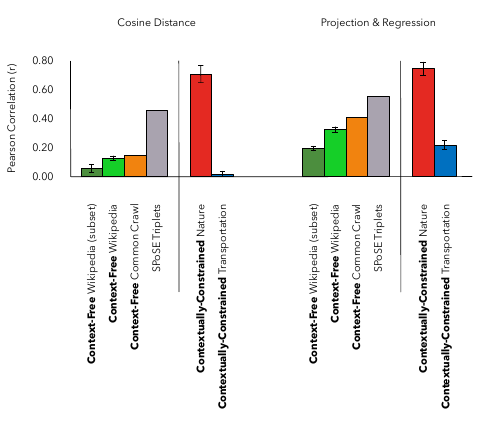 Cosine Distance
Projection & Regression
Pearson Correlation (r)
0.80
0.60
0.40
0.20
0.00
Context-Free Wikipedia (subset)
Context-Free Wikipedia
Context-Free Common Crawl
SPoSE Triplets
Contextually-Constrained Nature
Contextually-Constrained Transportation
Context-Free Wikipedia (subset)
Context-Free Wikipedia
Context-Free Common Crawl
SPoSE Triplets
Contextually-Constrained Nature
Contextually-Constrained Transportation